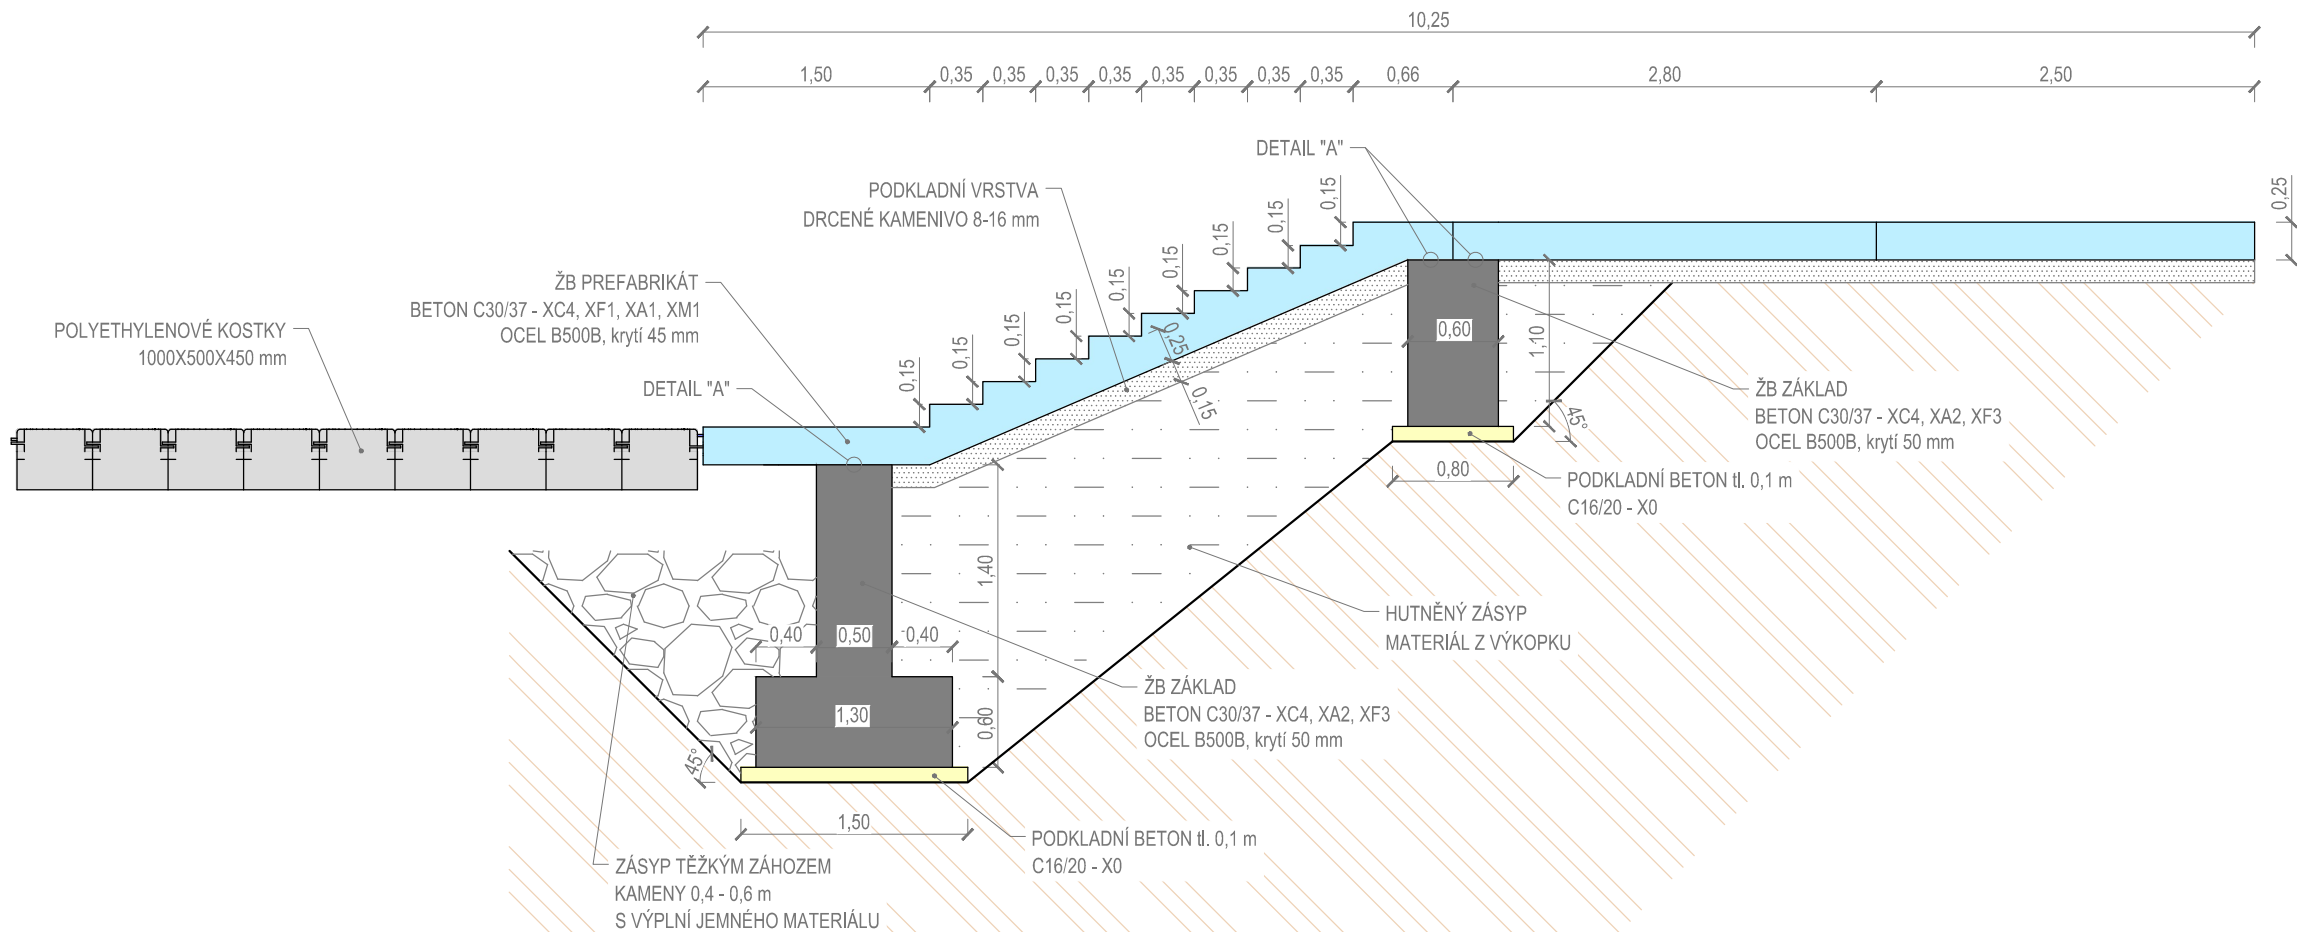 10,25
1,50
0,35
0,35
0,35
0,35
0,35
0,35
0,35
0,35
0,66
2,80
2,50
DETAIL "A"
PODKLADNÍ VRSTVA
DRCENÉ KAMENIVO 8-16 mm
0,15
0,15
0,15
0,15
0,15
0,15
0,15
0,15
0,15
0,25
ŽB PREFABRIKÁT
BETON C30/37 - XC4, XF1, XA1, XM1
OCEL B500B, krytí 45 mm
POLYETHYLENOVÉ KOSTKY
1000X500X450 mm
DETAIL "A"
0,25
0,15
0,60
1,10
45°
ŽB ZÁKLAD
BETON C30/37 - XC4, XA2, XF3
OCEL B500B, krytí 50 mm
0,80
PODKLADNÍ BETON tl. 0,1 m
C16/20 - X0
1,40
0,40
0,50
0,40
HUTNĚNÝ ZÁSYP
MATERIÁL Z VÝKOPKU
ŽB ZÁKLAD
BETON C30/37 - XC4, XA2, XF3
OCEL B500B, krytí 50 mm
1,30
0,60
45°
1,50
PODKLADNÍ BETON tl. 0,1 m
C16/20 - X0
ZÁSYP TĚŽKÝM ZÁHOZEM
KAMENY 0,4 - 0,6 m
S VÝPLNÍ JEMNÉHO MATERIÁLU